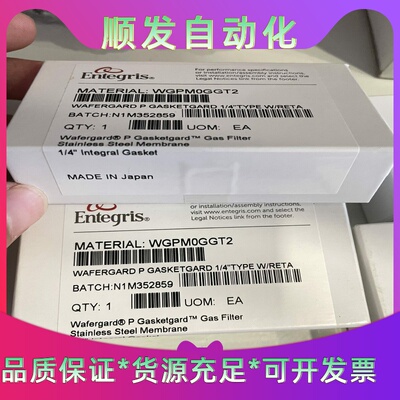 顺发自动化
Entegris®
For performance specifications
or installation/assembly instructions,
visit www.entegris.com and select the
Legal Notices link from the footer.
MATERIAL: WGPM0GGT2
WAFERGARD P GASKETGARD 1/4"TYPE W/RETA
BATCH:N1M352859
QTY: 1 UOM: EA
Wafergard® P Gasketgard™ Gas Filter
Stainless Steel Membrane
1/4" Integral Gasket
MADE IN Japan
Entegris®
or installation/assembly instructions,
visit www.entegris.com and select the
Legal Notices link from the footer.
MATERIAL: WGPM0GGT2
WAFERGARD P GASKETGARD 1/4"TYPE W/RETA
BATCH:N1M352859
QTY: 1 UOM: EA
Wafergard® P Gasketgard™ Gas Filter
Stainless Steel Membrane
品质保证*货源充足*可开发票